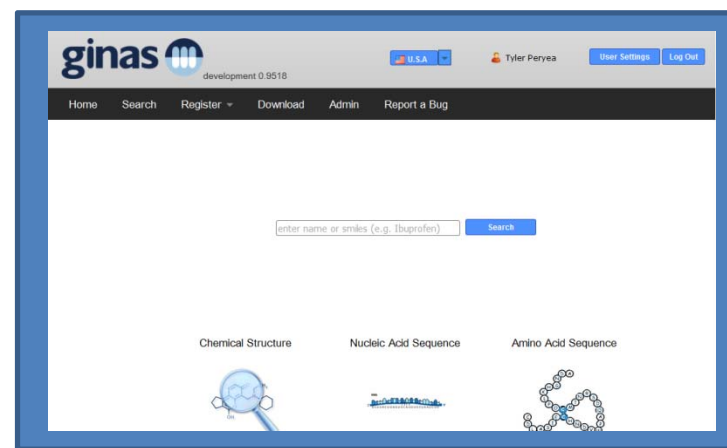 ginas
development 0.9518
U.S.A
Tyler Peryea
User Settings
Log Out
Home Search Register Download Admin Report a Bug
enter name or smiles (e.g. Ibuprofen)
Search
Chemical Structure Nucleic Acid Sequence Amino Acid Sequence
OH